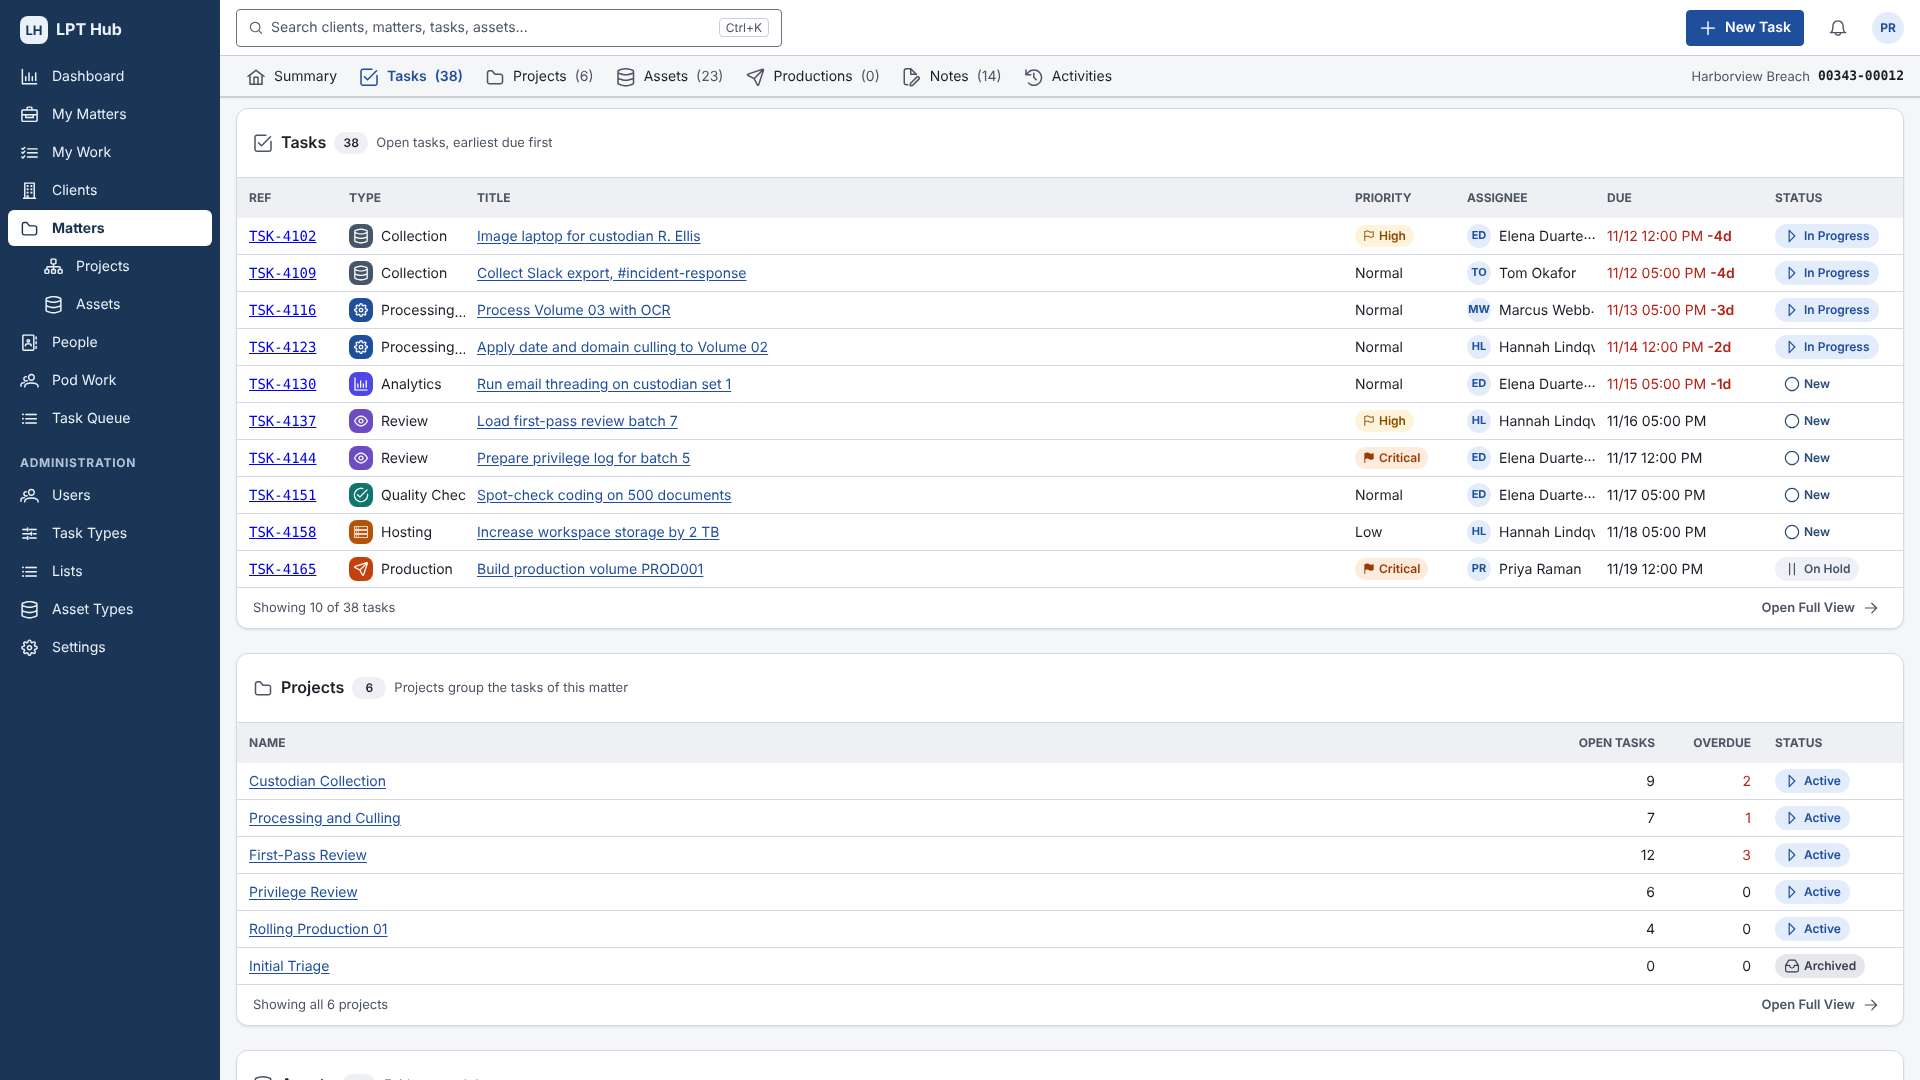 LH LPT Hub
Search clients, matters, tasks, assets... Ctrl+K
New Task
PR
Dashboard
My Matters
My Work
Clients
Matters
Projects
Assets
People
Pod Work
Task Queue
ADMINISTRATION
Users
Task Types
Lists
Asset Types
Settings
Summary Tasks (38) Projects (6) Assets (23) Productions (0) Notes (14) Activities
Harborview Breach 00343-00012
Tasks 38 Open tasks, earliest due first
REF TYPE TITLE PRIORITY ASSIGNEE DUE STATUS
TSK-4102 Collection Image laptop for custodian R. Ellis High ED Elena Duarte... 11/12 12:00 PM -4d In Progress
TSK-4109 Collection Collect Slack export, #incident-response Normal TO Tom Okafor 11/12 05:00 PM -4d In Progress
TSK-4116 Processing... Process Volume 03 with OCR Normal MW Marcus Webb 11/13 05:00 PM -3d In Progress
TSK-4123 Processing... Apply date and domain culling to Volume 02 Normal HL Hannah Lindqv 11/14 12:00 PM -2d In Progress
TSK-4130 Analytics Run email threading on custodian set 1 Normal ED Elena Duarte... 11/15 05:00 PM -1d New
TSK-4137 Review Load first-pass review batch 7 High HL Hannah Lindqv 11/16 05:00 PM New
TSK-4144 Review Prepare privilege log for batch 5 Critical ED Elena Duarte... 11/17 12:00 PM New
TSK-4151 Quality Chec Spot-check coding on 500 documents Normal ED Elena Duarte... 11/17 05:00 PM New
TSK-4158 Hosting Increase workspace storage by 2 TB Low HL Hannah Lindqv 11/18 05:00 PM New
TSK-4165 Production Build production volume PROD001 Critical PR Priya Raman 11/19 12:00 PM On Hold
Showing 10 of 38 tasks Open Full View
Projects 6 Projects group the tasks of this matter
NAME OPEN TASKS OVERDUE STATUS
Custodian Collection 9 2 Active
Processing and Culling 7 1 Active
First-Pass Review 12 3 Active
Privilege Review 6 0 Active
Rolling Production 01 4 0 Active
Initial Triage 0 0 Archived
Showing all 6 projects Open Full View